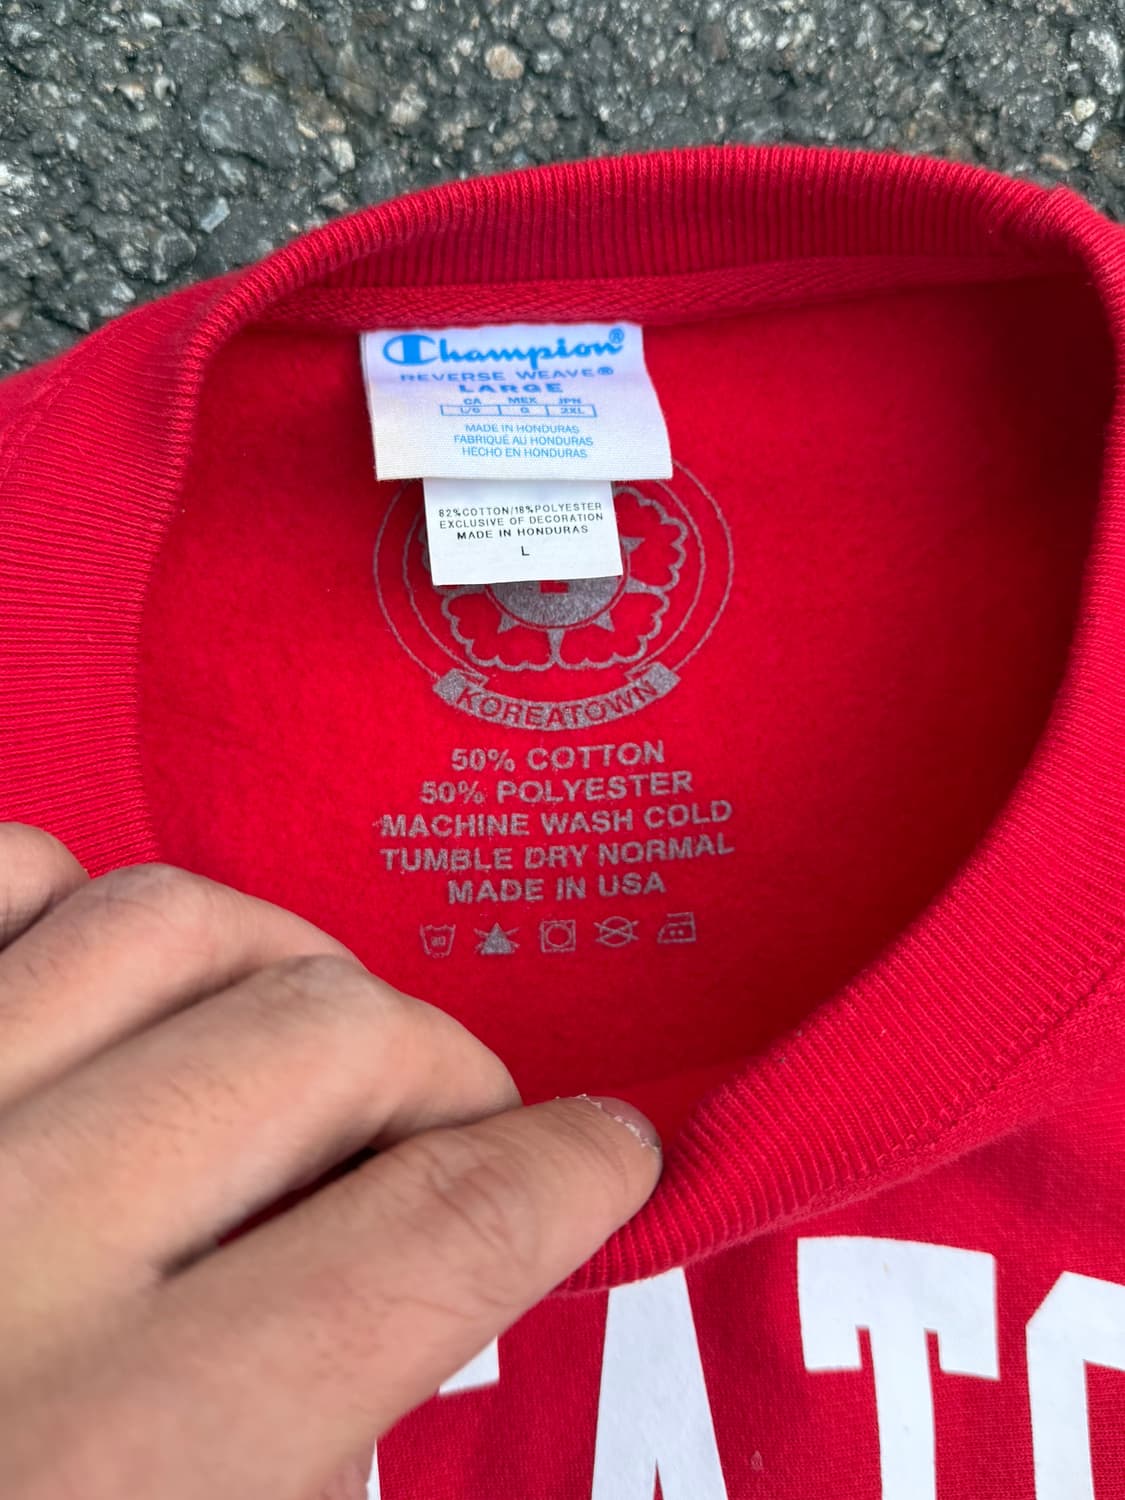 Champion®
REVERSE WEAVE®
LARGE
CA MEX JPN
L/G G 2XL
MADE IN HONDURAS
FABRIQUÉ AU HONDURAS
HECHO EN HONDURAS
82%COTTON/18%POLYESTER
EXCLUSIVE OF DECORATION
MADE IN HONDURAS
L
KOREATOWN
50% COTTON
50% POLYESTER
MACHINE WASH COLD
TUMBLE DRY NORMAL
MADE IN USA
30